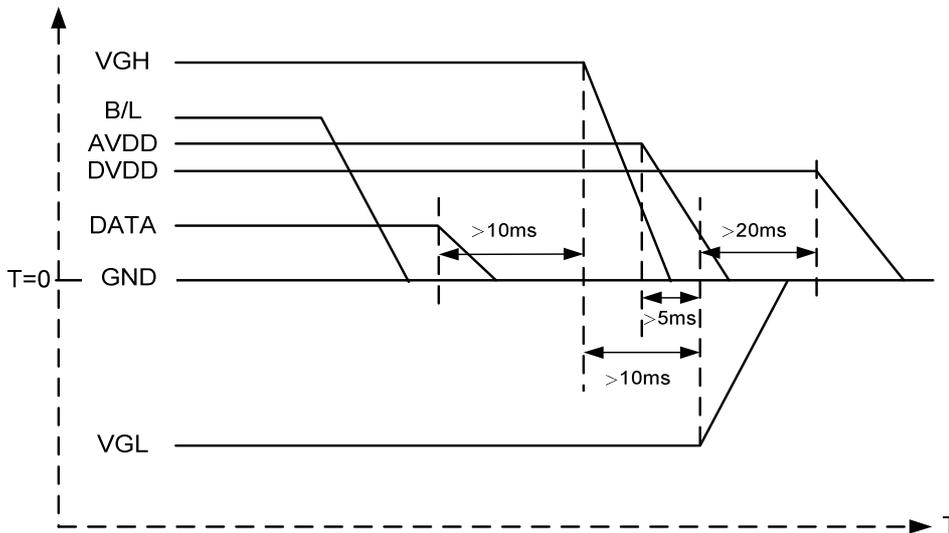 VGH
B/L
AVDD
DVDD
DATA
>10ms
>20ms
T=0
GND
>5ms
>10ms
VGL
T